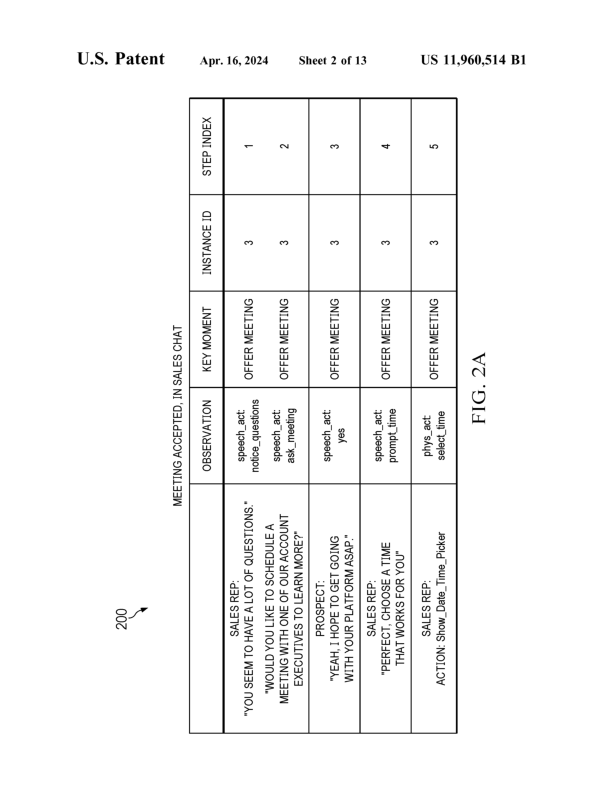 U.S. Patent Apr. 16, 2024 Sheet 2 of 13 US 11,960,514 B1
200
MEETING ACCEPTED, IN SALES CHAT
OBSERVATION KEY MOMENT INSTANCE ID STEP INDEX
SALES REP:
"YOU SEEM TO HAVE A LOT OF QUESTIONS."
speech_act:
notice_questions
OFFER MEETING 3 1
"WOULD YOU LIKE TO SCHEDULE A
MEETING WITH ONE OF OUR ACCOUNT
EXECUTIVES TO LEARN MORE?"
speech_act:
ask_meeting
OFFER MEETING 3 2
PROSPECT:
"YEAH, I HOPE TO GET GOING
WITH YOUR PLATFORM ASAP."
speech_act:
yes
OFFER MEETING 3 3
SALES REP:
"PERFECT, CHOOSE A TIME
THAT WORKS FOR YOU"
speech_act:
prompt_time
OFFER MEETING 3 4
SALES REP:
ACTION: Show_Date_Time_Picker
phys_act:
select_time
OFFER MEETING 3 5
FIG. 2A